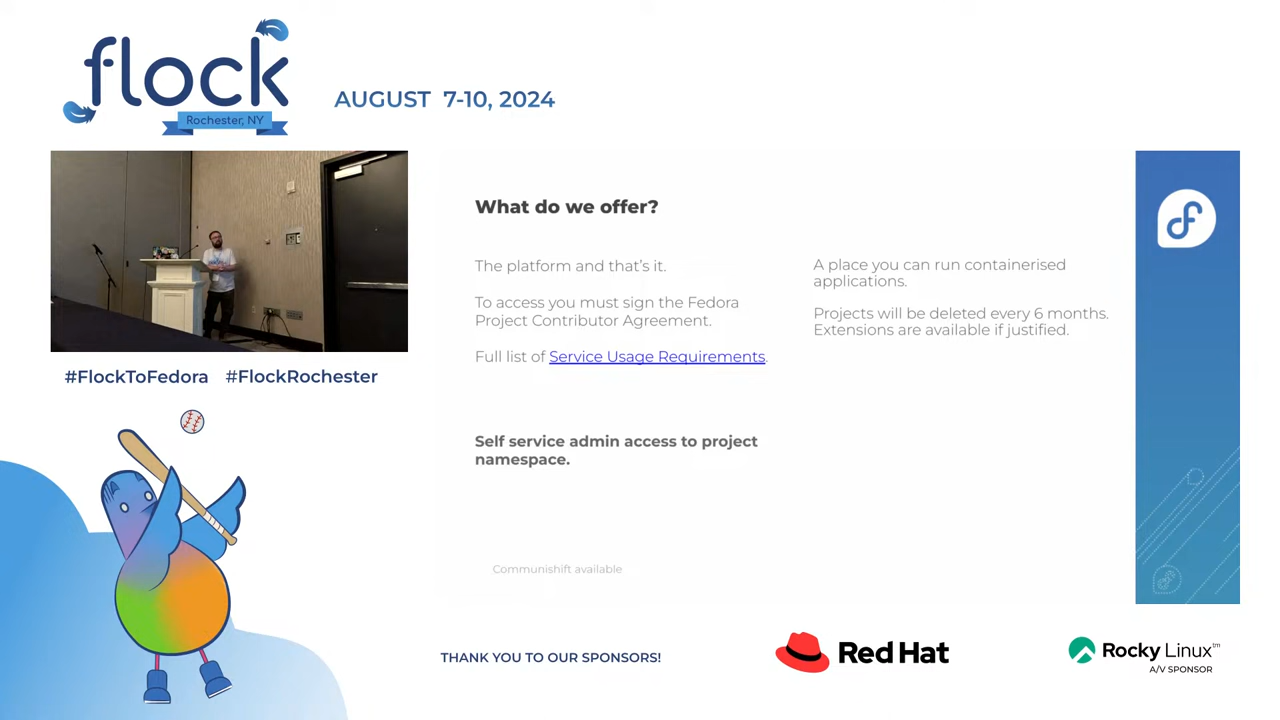 flock
Rochester, NY
AUGUST 7-10, 2024
#FlockToFedora #FlockRochester
What do we offer?
The platform and that's it.
To access you must sign the Fedora
Project Contributor Agreement.
Full list of Service Usage Requirements.
Self service admin access to project
namespace.
A place you can run containerised
applications.
Projects will be deleted every 6 months.
Extensions are available if justified.
Communishift available
THANK YOU TO OUR SPONSORS!
Red Hat
Rocky Linux™
A/V SPONSOR